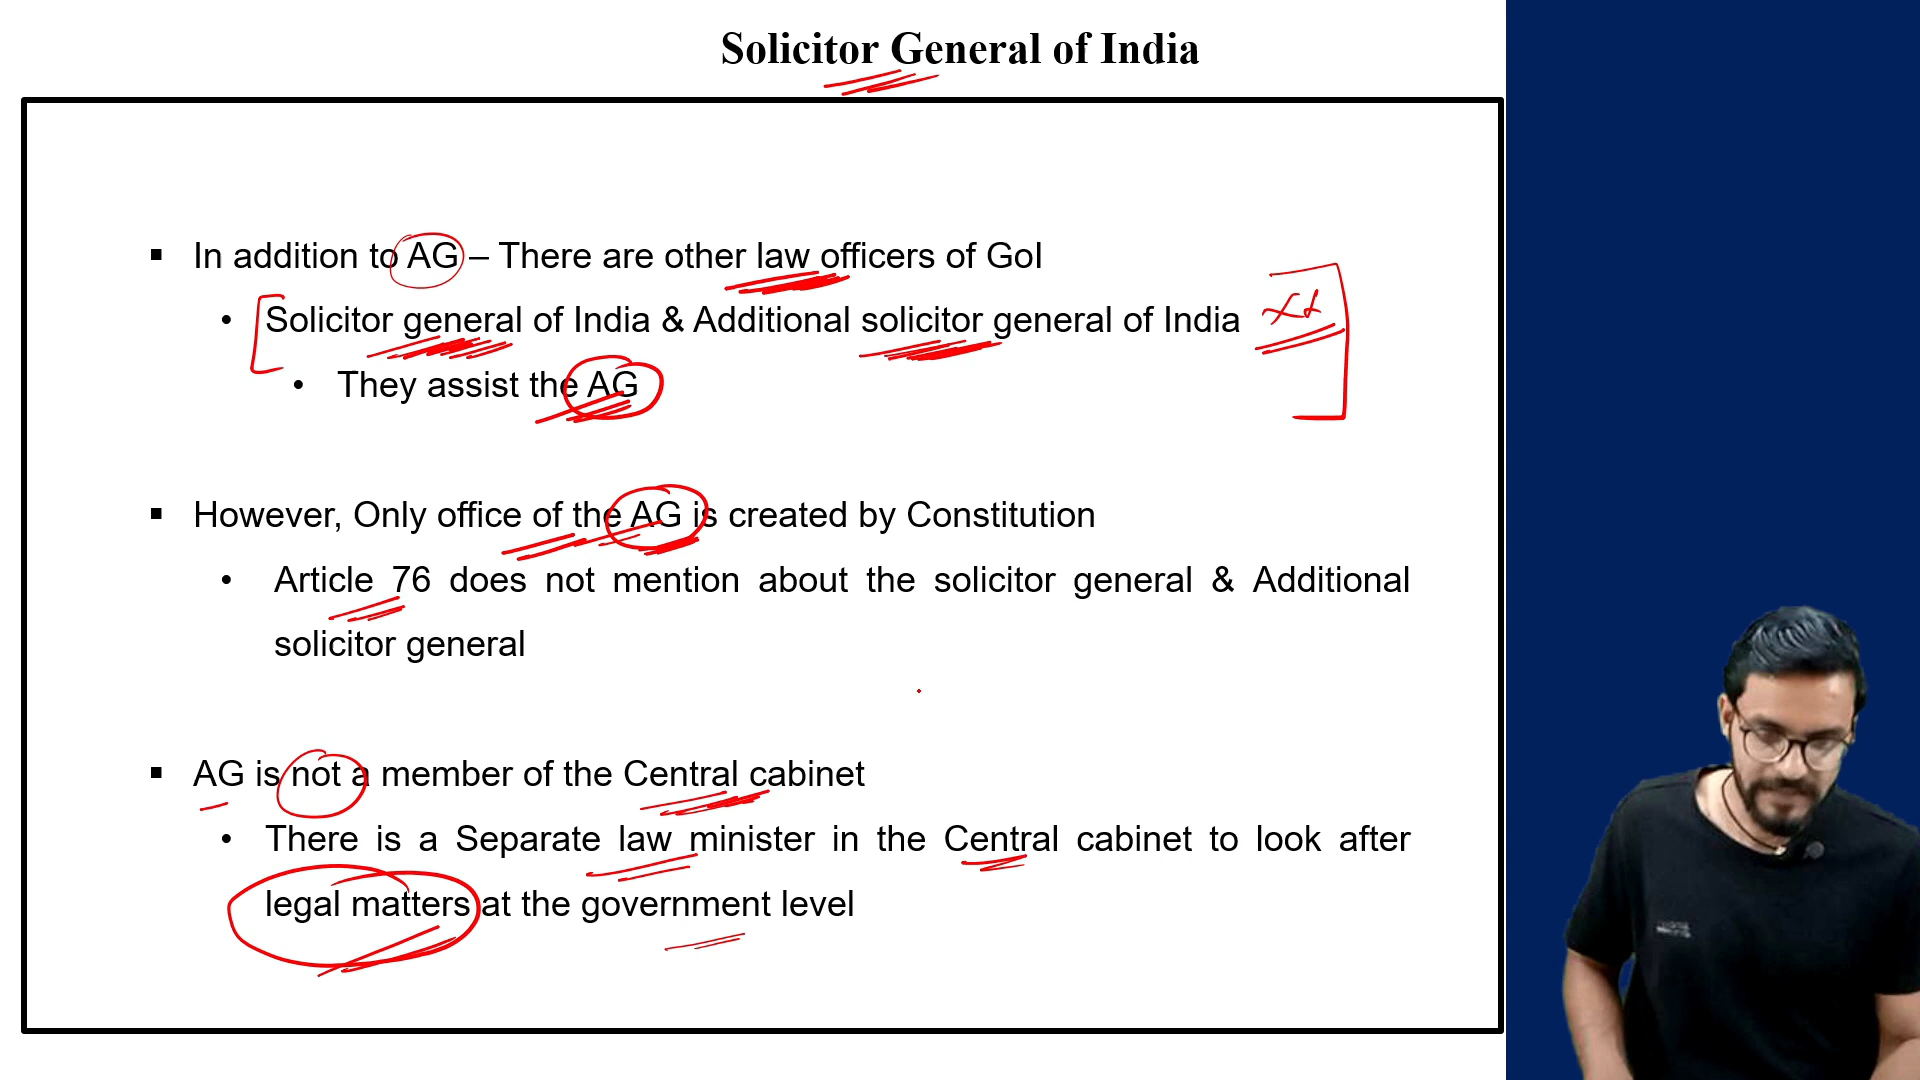 Solicitor General of India
▪ In addition to AG – There are other law officers of GoI
• Solicitor general of India & Additional solicitor general of India
• They assist the AG
▪ However, Only office of the AG is created by Constitution
• Article 76 does not mention about the solicitor general & Additional
solicitor general
▪ AG is not a member of the Central cabinet
• There is a Separate law minister in the Central cabinet to look after
legal matters at the government level